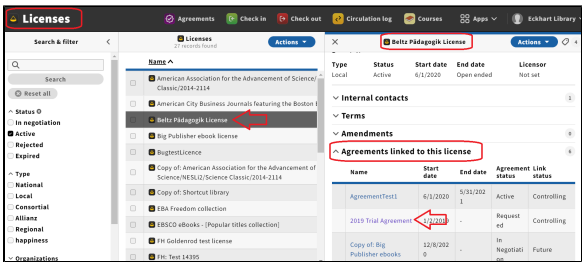 Licenses
Agreements
Check in
Check out
Circulation log
Courses
Apps
Eckhart Library
Search & filter
Search
Reset all
Status
In negotiation
Active
Rejected
Expired
Type
National
Local
Consortial
Allianz
Regional
happiness
Organizations
Licenses
27 records found
Actions
Name
American Association for the Advancement of Science/
Classic/2014-2114
American City Business Journals featuring the Boston
Beltz Pädagogik License
Big Publisher ebook license
BugtestLicence
Copy of: American Association for the Advancement of
Science/NESLi2/Science Classic/2014-2114
Copy of: Shortcut library
EBA Freedom collection
EBSCO eBooks - [Popular titles collection]
FH Goldenrod test license
FH: Test 14395
Beltz Pädagogik License
Actions
4
Type Status Start date End date Licensor
Local Active 6/1/2020 Open ended Not set
Internal contacts 1
Terms
Amendments 0
Agreements linked to this license 6
Name Start date End date Agreement status Link status
AgreementTest1 6/1/2020 5/31/2021 Active Controlling
2019 Trial Agreement 1/2/2019 - Requested Controlling
Copy of: Big Publisher ebooks 12/8/2020 - In Negotiation Future